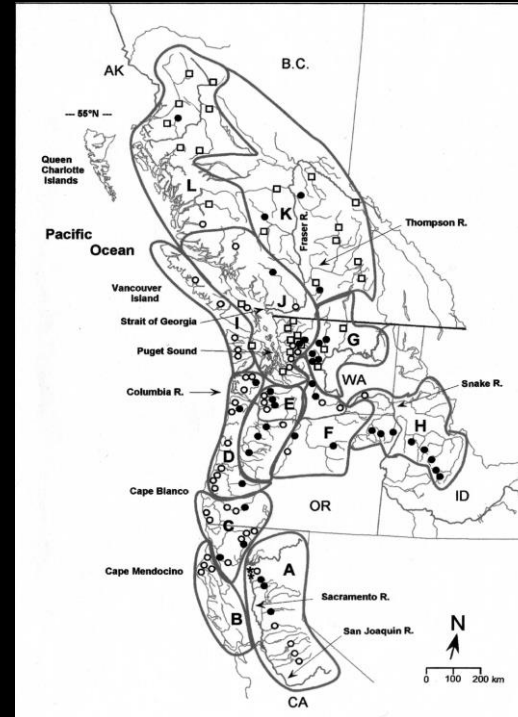 AK
B.C.
— 55°N —
Queen
Charlotte
Islands
L
K
Fraser R.
Thompson R.
Pacific
Ocean
Vancouver
Island
J
Strait of Georgia
I
G
Puget Sound
WA
Snake R.
Columbia R.
E
H
F
D
ID
Cape Blanco
OR
C
A
Cape Mendocino
Sacramento R.
N
B
San Joaquin R.
0 100 200 km
CA